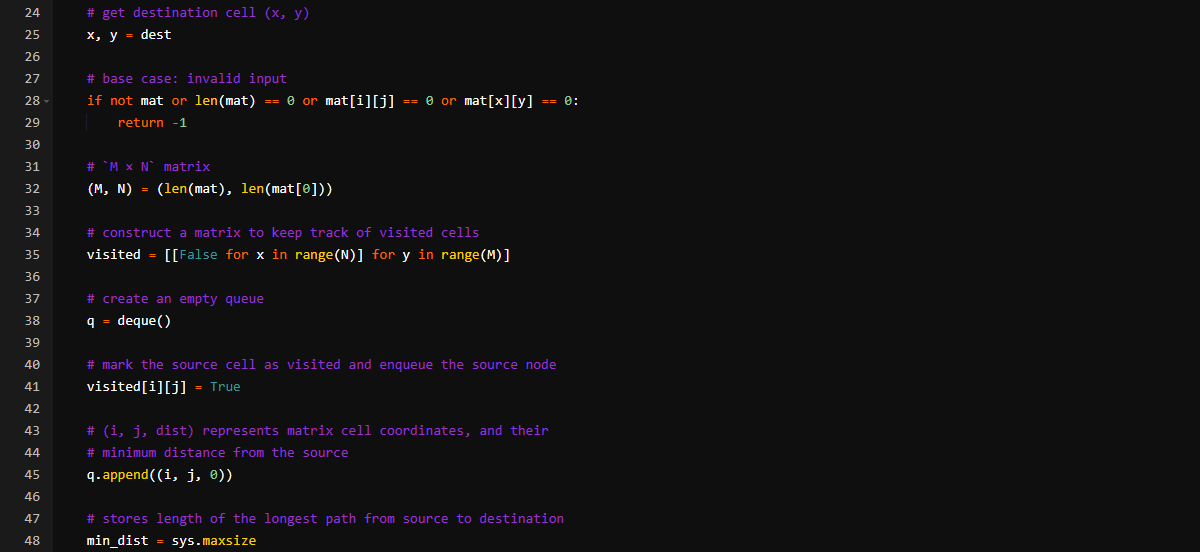 24 # get destination cell (x, y)
25 x, y = dest
26
27 # base case: invalid input
28 if not mat or len(mat) == 0 or mat[i][j] == 0 or mat[x][y] == 0:
29 return -1
30
31 # `M × N` matrix
32 (M, N) = (len(mat), len(mat[0]))
33
34 # construct a matrix to keep track of visited cells
35 visited = [[False for x in range(N)] for y in range(M)]
36
37 # create an empty queue
38 q = deque()
39
40 # mark the source cell as visited and enqueue the source node
41 visited[i][j] = True
42
43 # (i, j, dist) represents matrix cell coordinates, and their
44 # minimum distance from the source
45 q.append((i, j, 0))
46
47 # stores length of the longest path from source to destination
48 min_dist = sys.maxsize